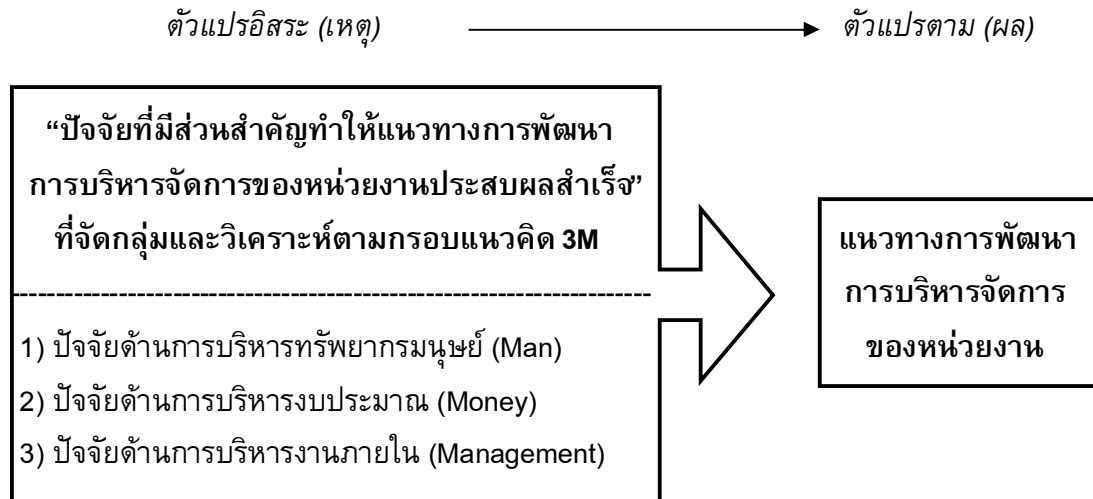 ตัวแปรอิสระ (เหตุ)
ตัวแปรตาม (ผล)
“ปัจจัยที่มีส่วนสำคัญทำให้แนวทางการพัฒนา
การบริหารจัดการของหน่วยงานประสบผลสำเร็จ”
ที่จัดกลุ่มและวิเคราะห์ตามกรอบแนวคิด 3M
1) ปัจจัยด้านการบริหารทรัพยากรมนุษย์ (Man)
2) ปัจจัยด้านการบริหารงบประมาณ (Money)
3) ปัจจัยด้านการบริหารงานภายใน (Management)
แนวทางการพัฒนา
การบริหารจัดการ
ของหน่วยงาน